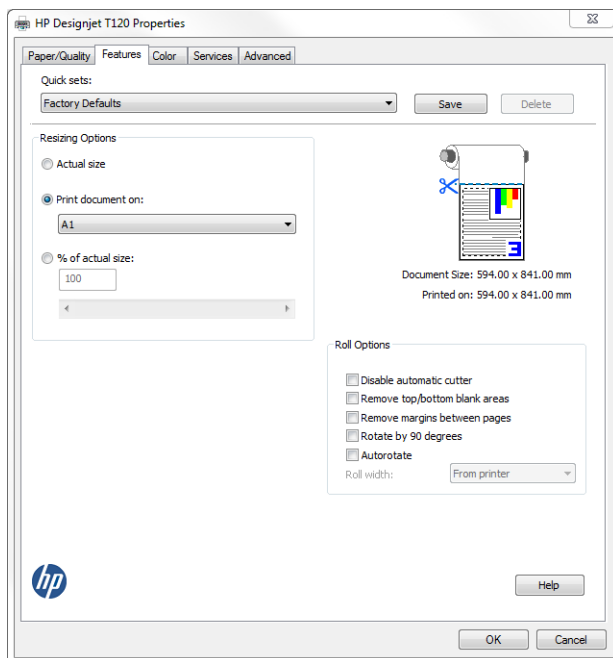 HP Designjet T120 Properties
Paper/Quality Features Color Services Advanced
Quick sets:
Factory Defaults
Save
Delete
Resizing Options
Actual size
Print document on:
A1
% of actual size:
100
3
Document Size: 594.00 x 841.00 mm
Printed on: 594.00 x 841.00 mm
Roll Options
Disable automatic cutter
Remove top/bottom blank areas
Remove margins between pages
Rotate by 90 degrees
Autorotate
Roll width: From printer
hp
Help
OK Cancel